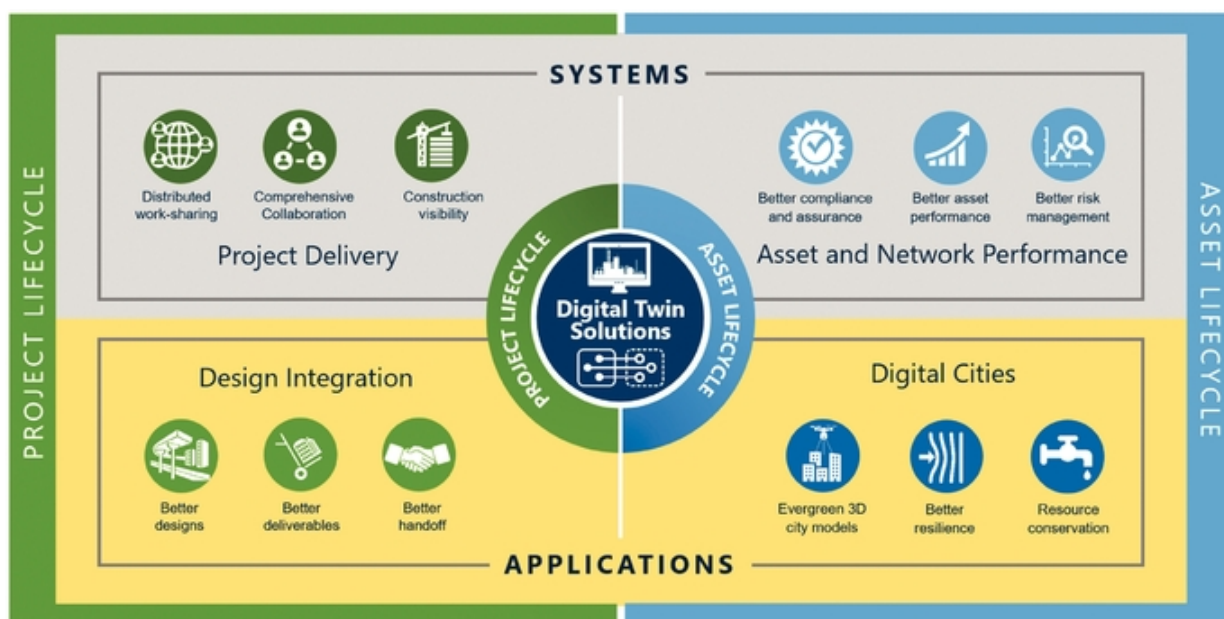 SYSTEMS
PROJECT LIFECYCLE
Distributed
work-sharing
Comprehensive
Collaboration
Construction
visibility
Project Delivery
Better compliance
and assurance
Better asset
performance
Better risk
management
Asset and Network Performance
ASSET LIFECYCLE
PROJECT LIFECYCLE
Digital Twin
Solutions
ASSET LIFECYCLE
Design Integration
Better
designs
Better
deliverables
Better
handoff
Digital Cities
Evergreen 3D
city models
Better
resilience
Resource
conservation
APPLICATIONS